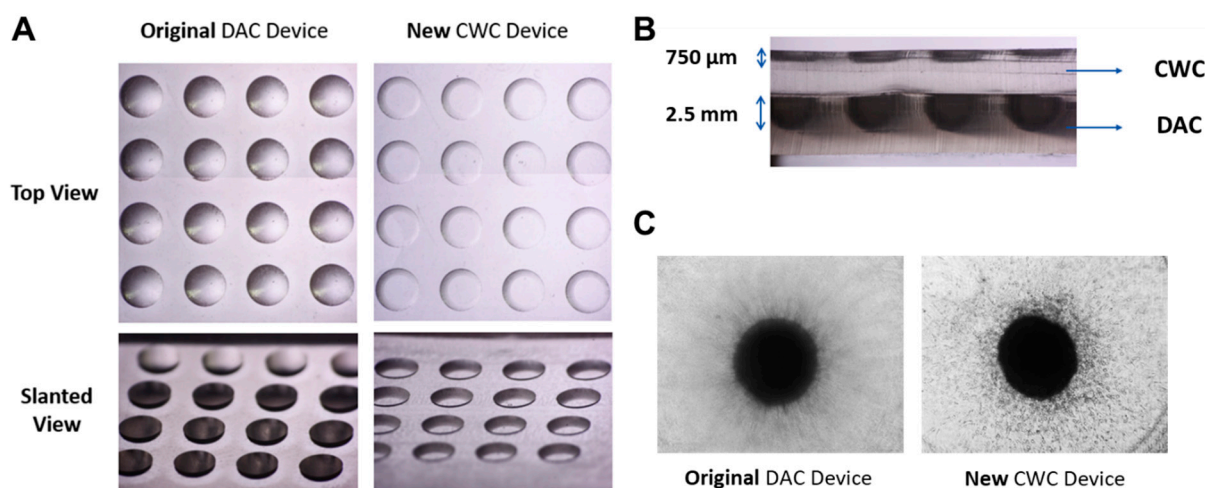 A
Original DAC Device
New CWC Device
Top View
Slanted
View
B
750 µm
2.5 mm
CWC
DAC
C
Original DAC Device
New CWC Device